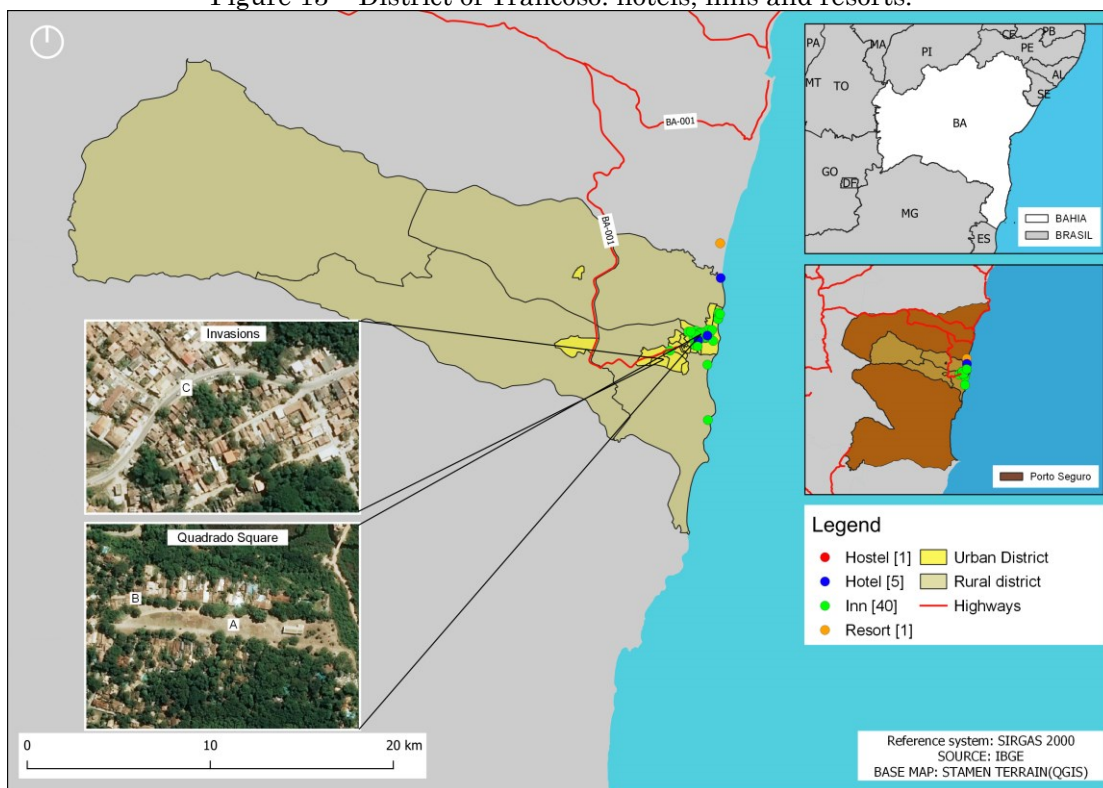 Figure 13 – District of Trancoso: hotels, inns and resorts.
BA-001
BA-001
Invasions
C
Quadrado Square
B
A
0 10 20 km
PA
MA
PI
CE
PB
PE
AL
SE
MT
TO
BA
GO
DF
MG
ES
BAHIA
BRASIL
Porto Seguro
Legend
Hostel [1]
Urban District
Hotel [5]
Rural district
Inn [40]
Highways
Resort [1]
Reference system: SIRGAS 2000
SOURCE: IBGE
BASE MAP: STAMEN TERRAIN(QGIS)